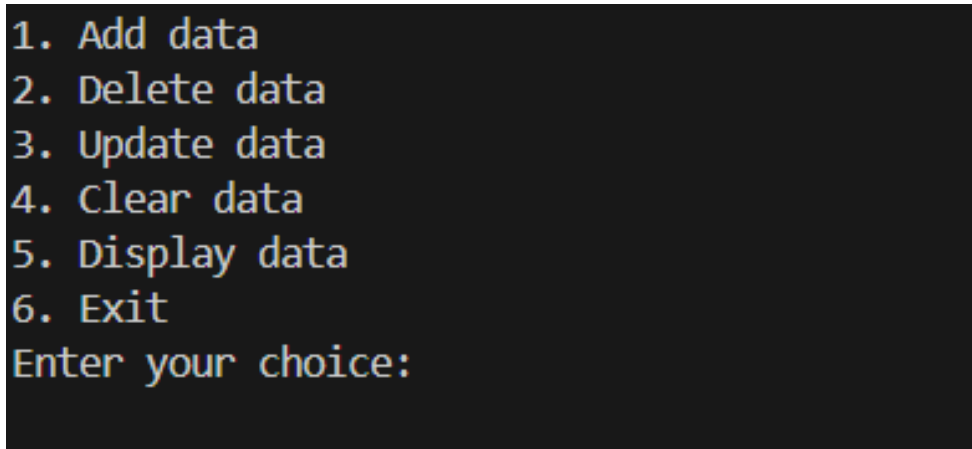 1. Add data
2. Delete data
3. Update data
4. Clear data
5. Display data
6. Exit
Enter your choice: